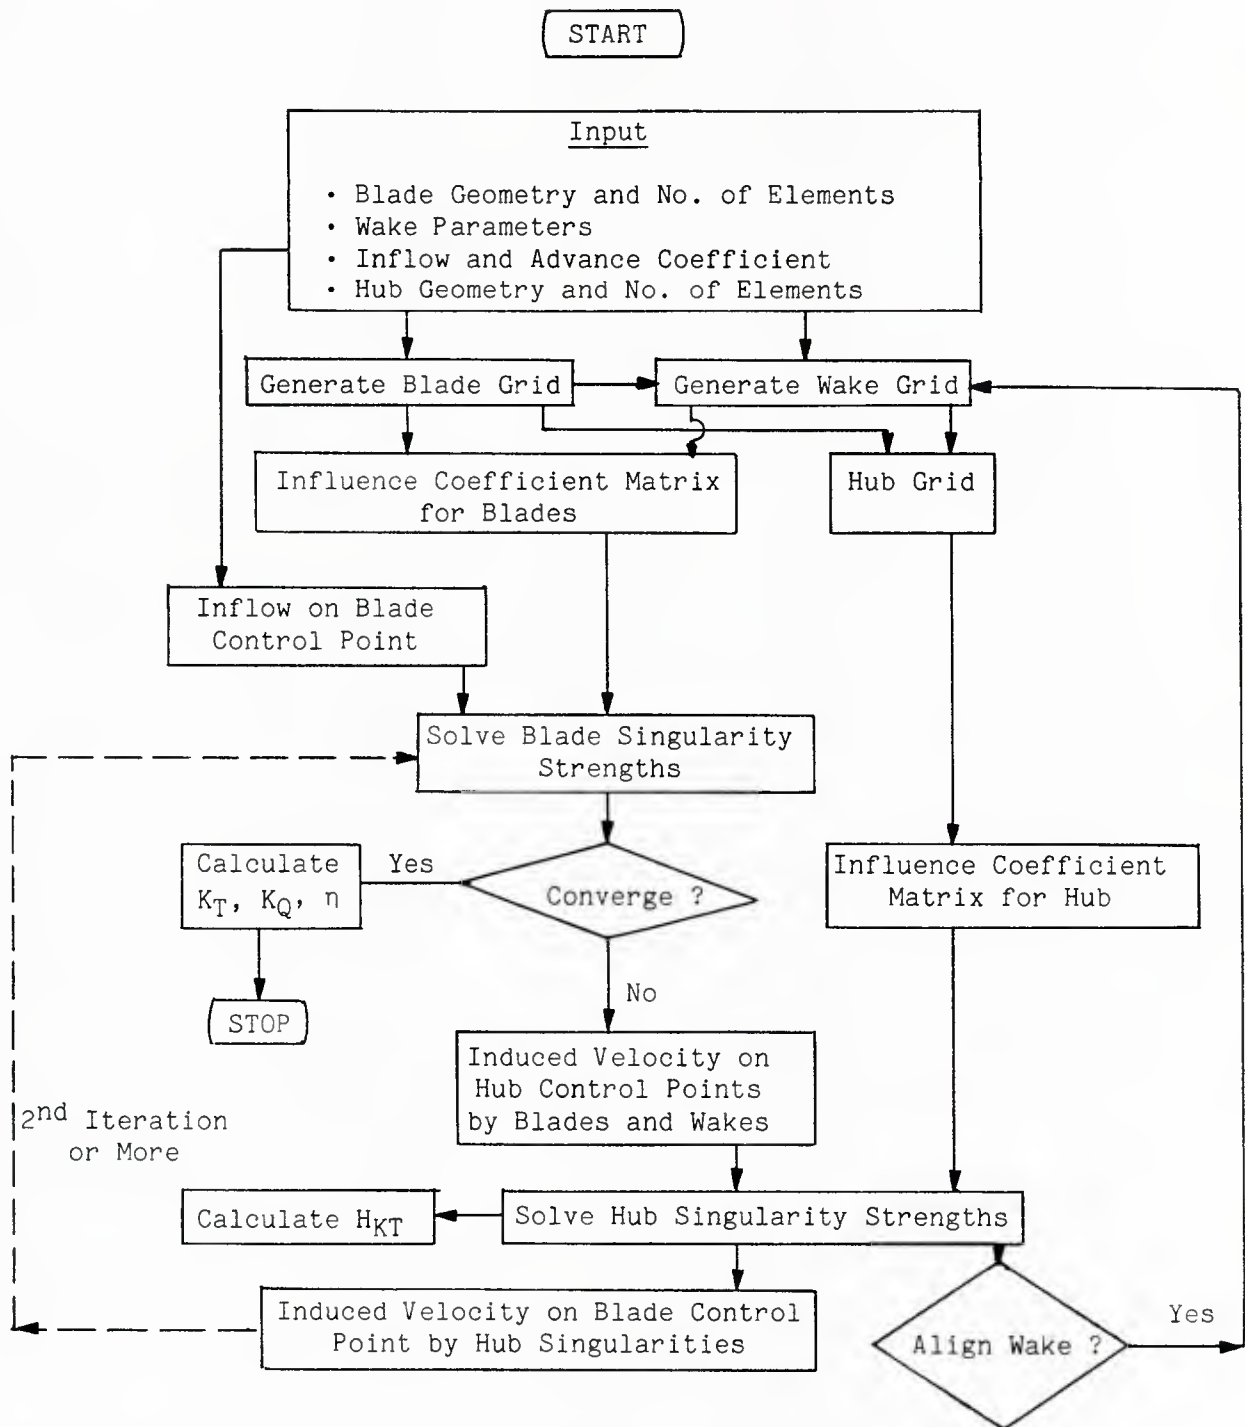 START
Input
· Blade Geometry and No. of Elements
· Wake Parameters
· Inflow and Advance Coefficient
· Hub Geometry and No. of Elements
Generate Blade Grid
Generate Wake Grid
Influence Coefficient Matrix
for Blades
Hub Grid
Inflow on Blade
Control Point
Solve Blade Singularity
Strengths
Calculate
KT, KQ, η
Yes
Converge ?
Influence Coefficient
Matrix for Hub
No
STOP
Induced Velocity on
Hub Control Points
by Blades and Wakes
2nd Iteration
or More
Calculate HKT
Solve Hub Singularity Strengths
Induced Velocity on Blade Control
Point by Hub Singularities
Align Wake ?
Yes